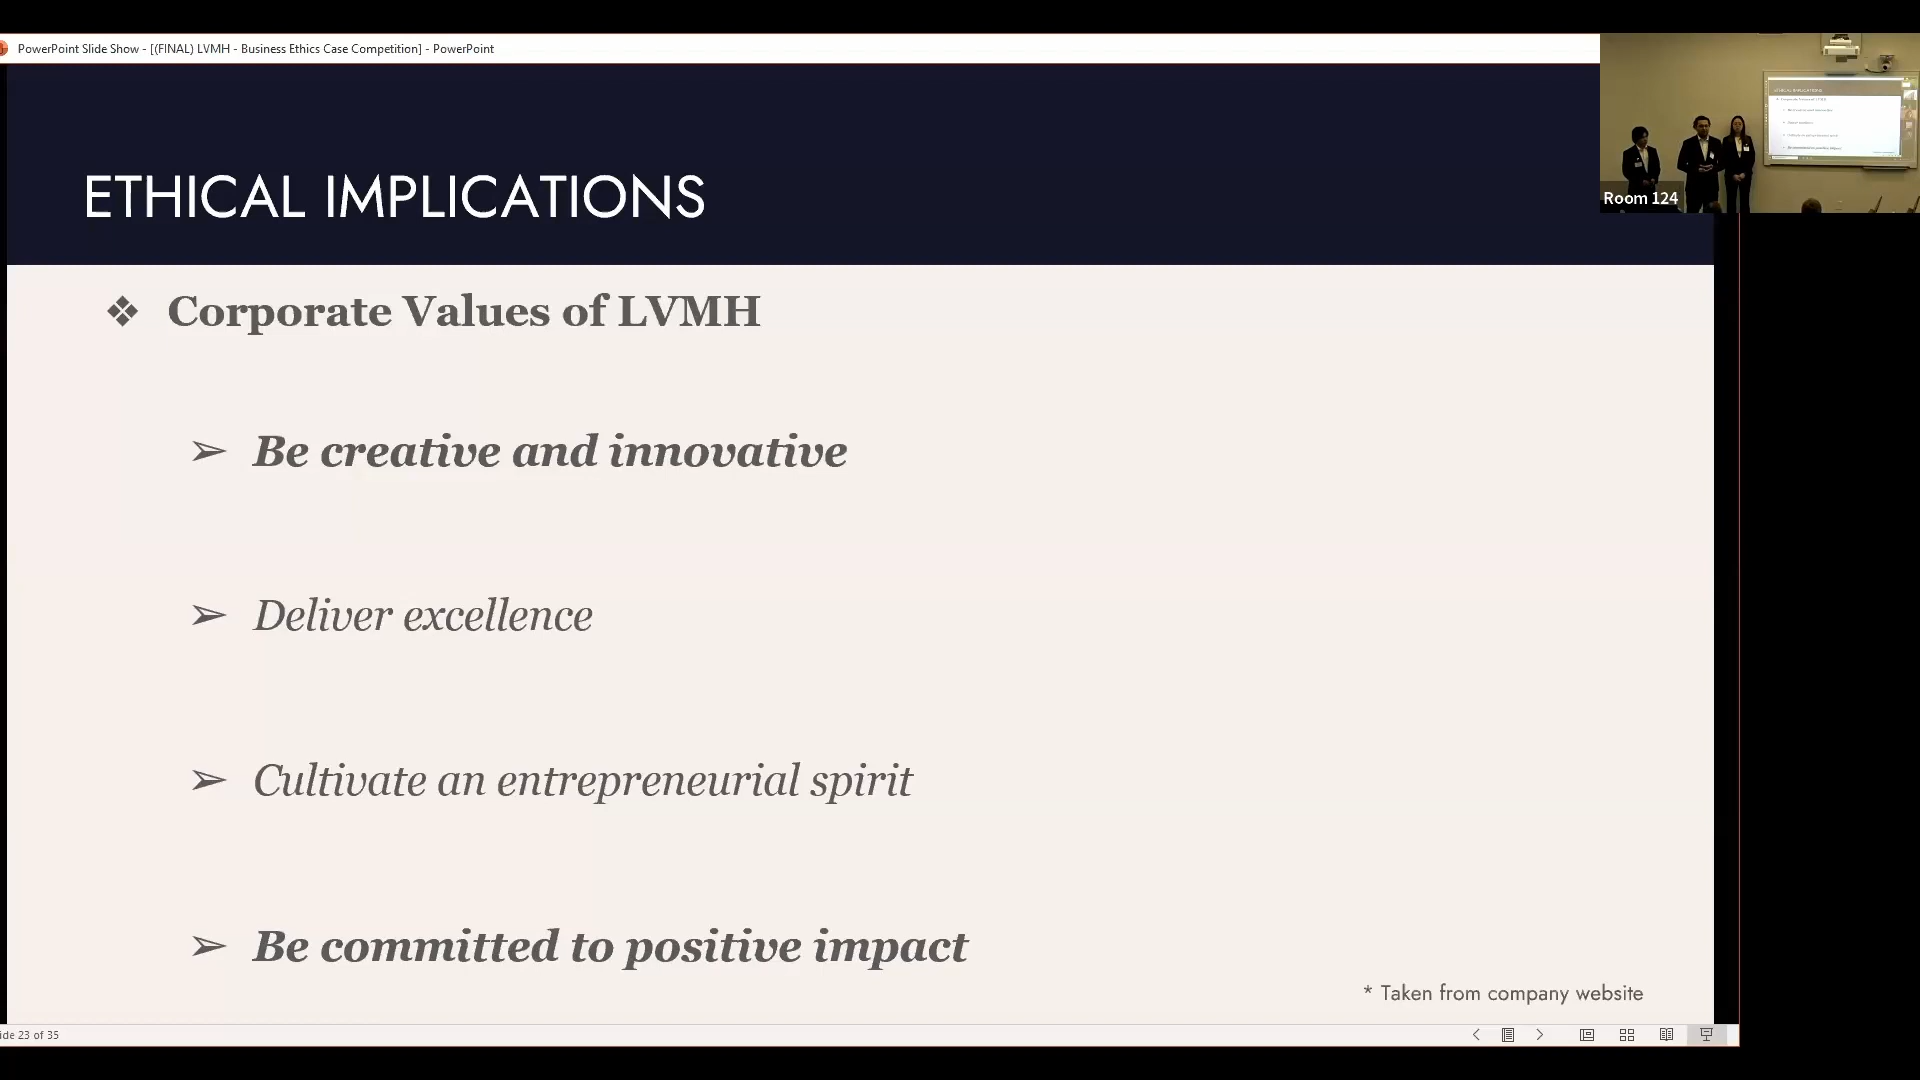 PowerPoint Slide Show - [(FINAL) LVMH - Business Ethics Case Competition] - PowerPoint
ETHICAL IMPLICATIONS
Room 124
❖ Corporate Values of LVMH
➢ Be creative and innovative
➢ Deliver excellence
➢ Cultivate an entrepreneurial spirit
➢ Be committed to positive impact
* Taken from company website
ide 23 of 35